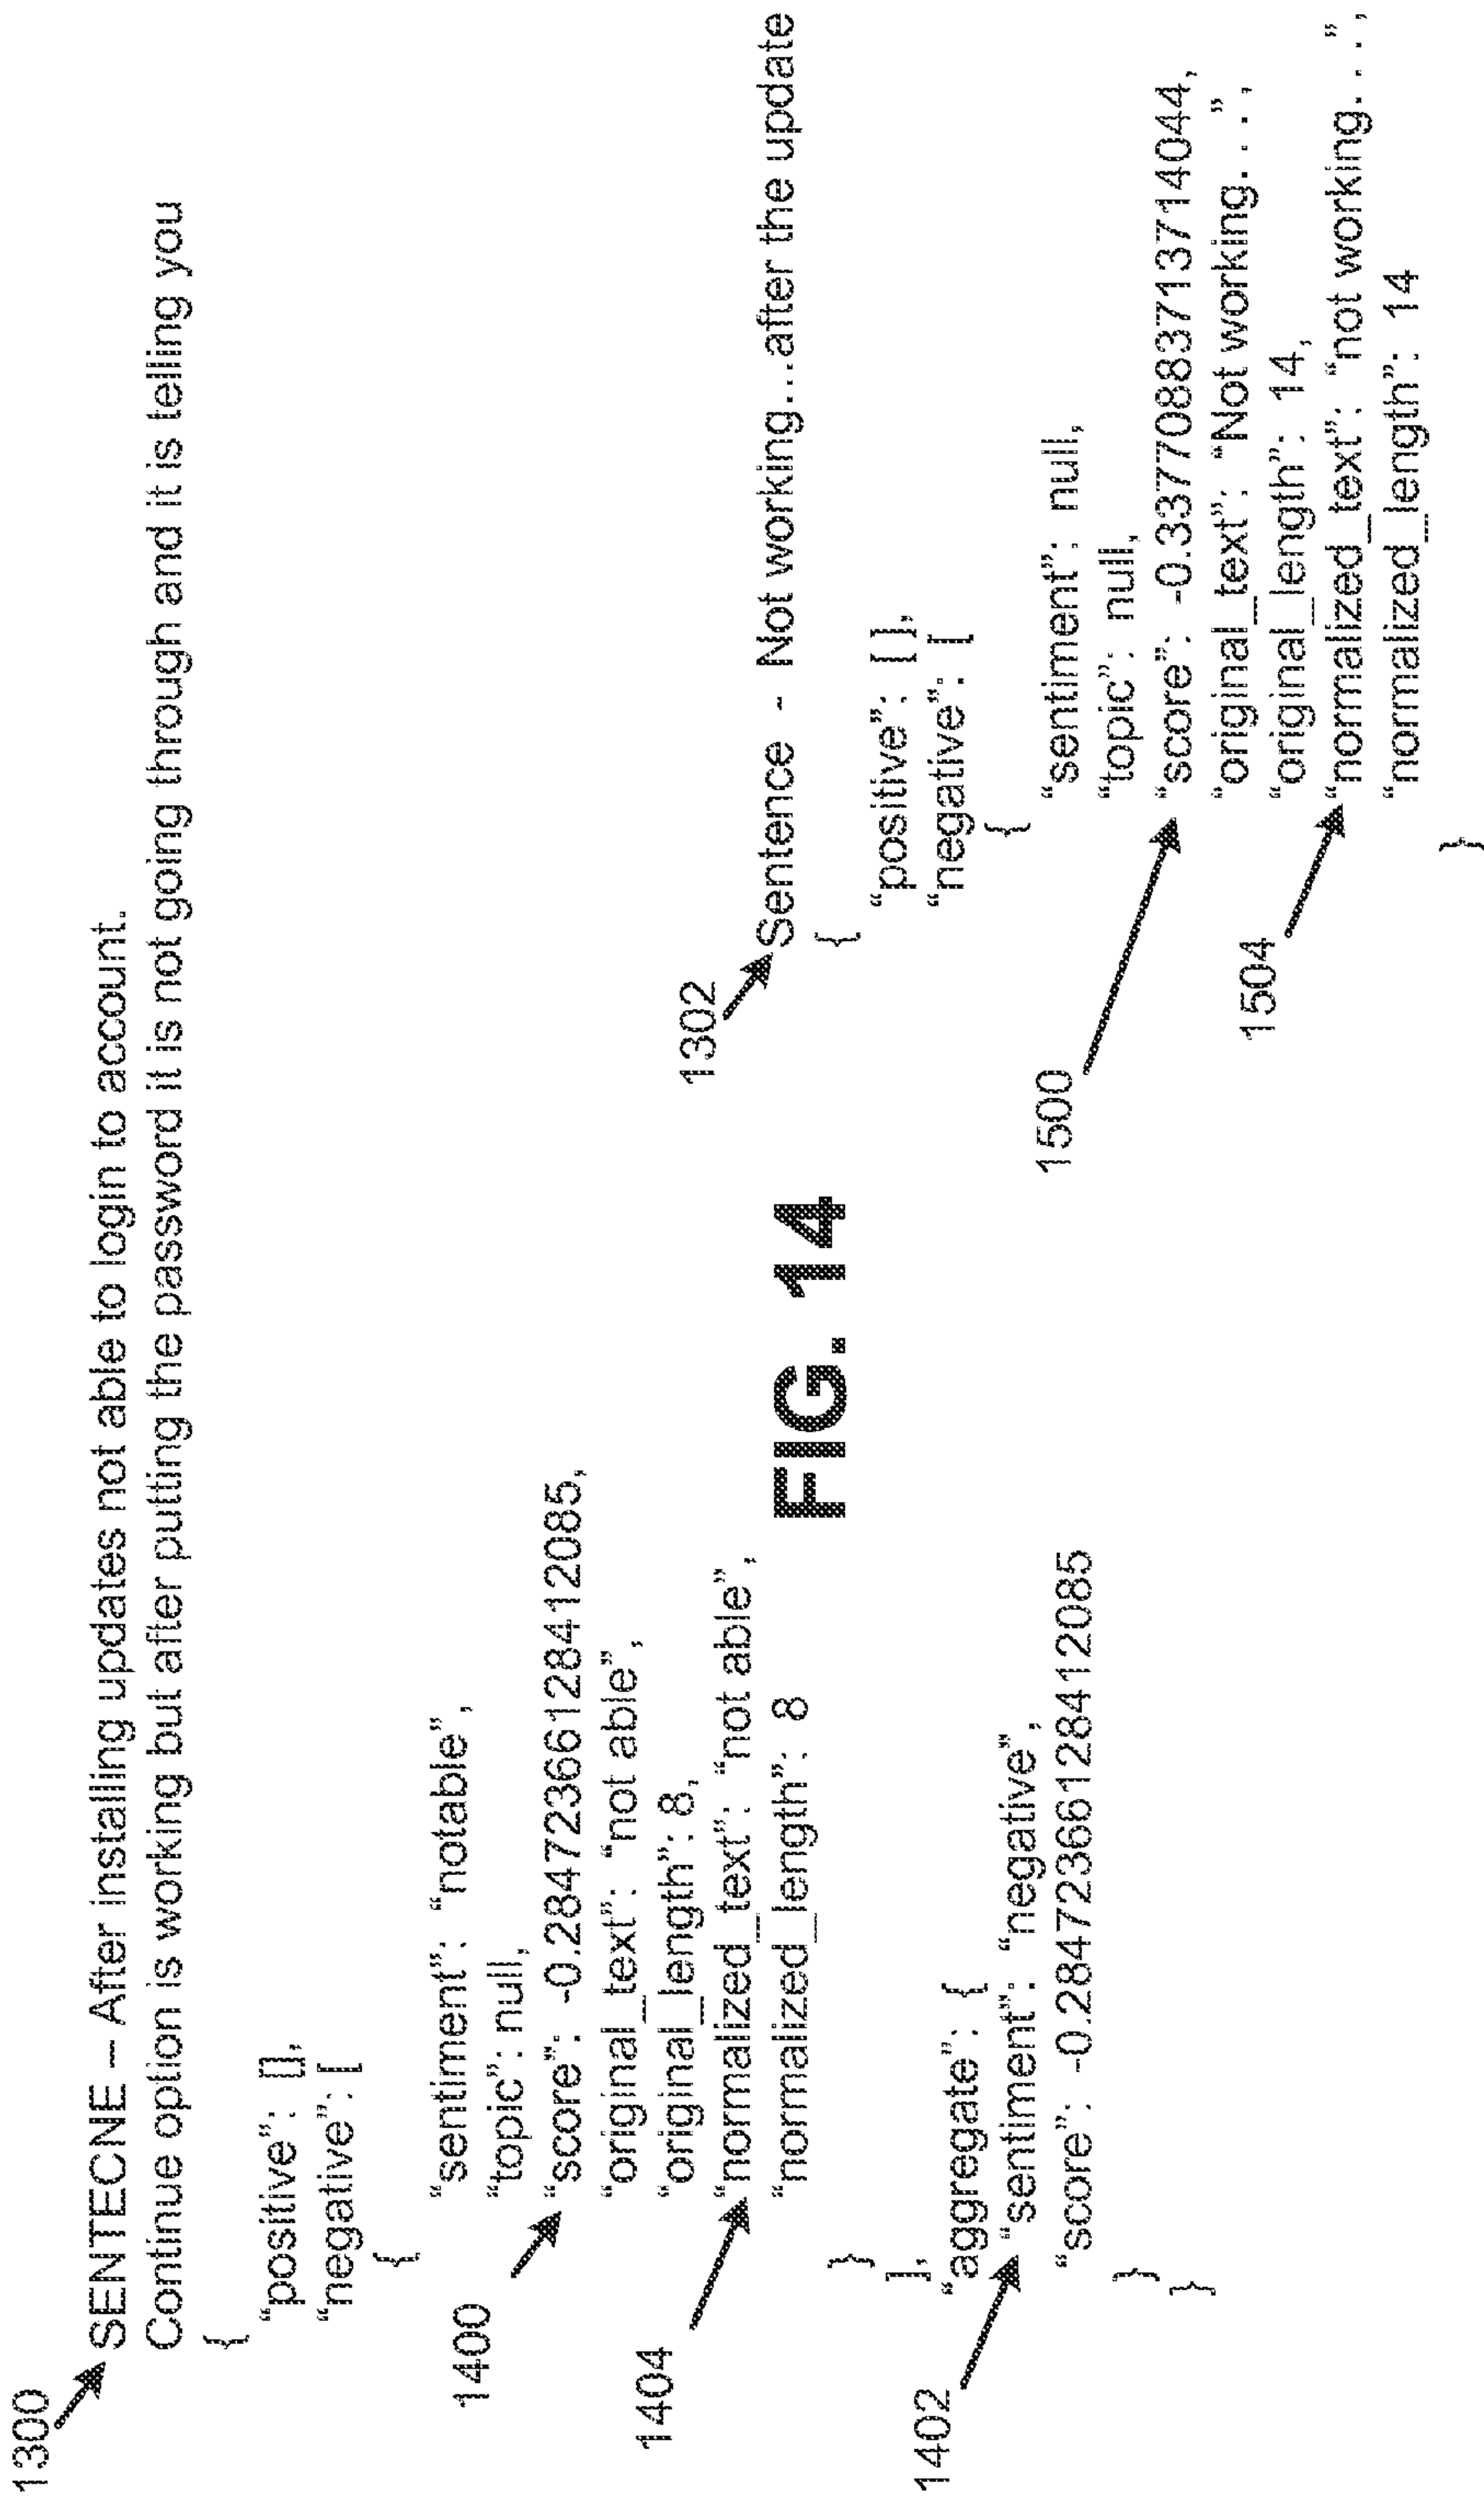 1300
SENTECNE – After installing updates not able to login to account.
Continue option is working but after putting the password it is not going through and it is telling you
{
“positive”: [],
“negative”: [
{
“sentiment”: “notable”,
“topic”: null,
1400
“score”: -0.28472366128412085,
“original_text”: “not able”,
“original_length”: 8,
1404
“normalized_text”: “not able”,
“normalized_length”: 8
}
],
“aggregate”: {
1402
“sentiment”: “negative”,
“score”: -0.28472366128412085
}
}
FIG. 14
1302
Sentence - Not working...after the update
{
“positive”: [ ],
“negative”: [
{
“sentiment”: null,
“topic”: null,
1500
“score”: -0.33770883713714044,
“original_text”: “Not working. . . .”,
“original_length”: 14,
1504
“normalized_text”: “not working. . . .”,
“normalized_length”: 14
}